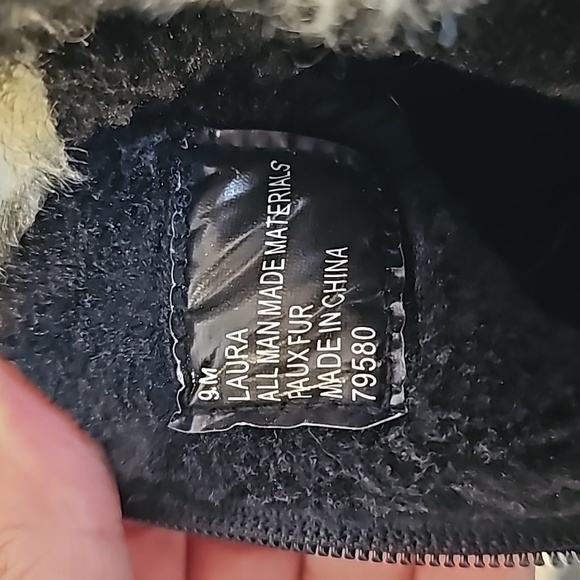 9 M
LAURA
ALL MAN MADE MATERIALS
FAUX FUR
MADE IN CHINA
79580